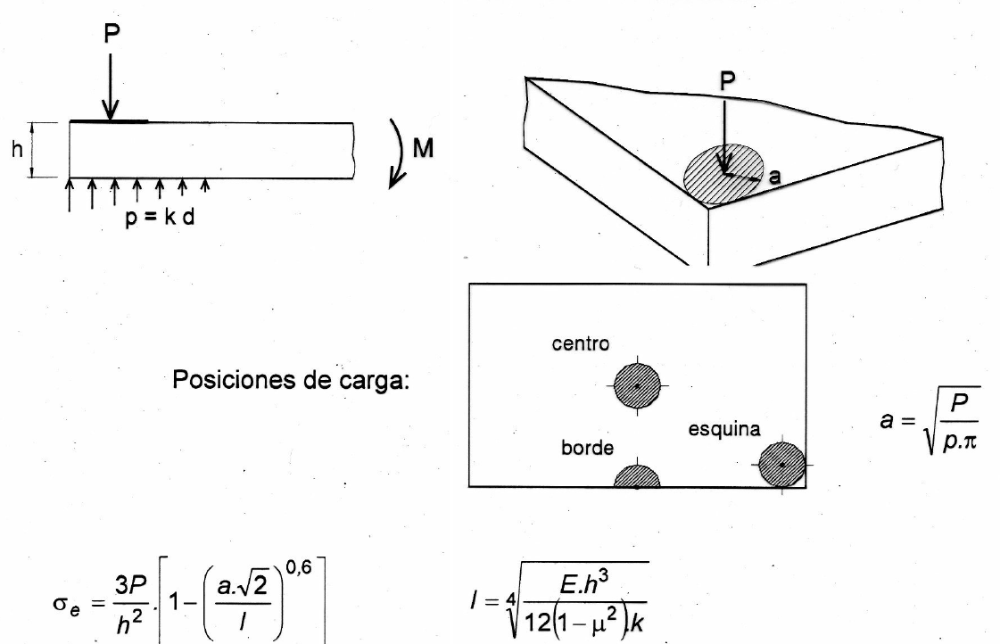 P
h
M
p = k d
P
a
Posiciones de carga:
centro
esquina
borde
a = √(P / p.π)
σe = 3P/h² . [1 - (a.√2 / l)^0,6]
l = ⁴√(E.h³ / 12(1 - μ²).k)